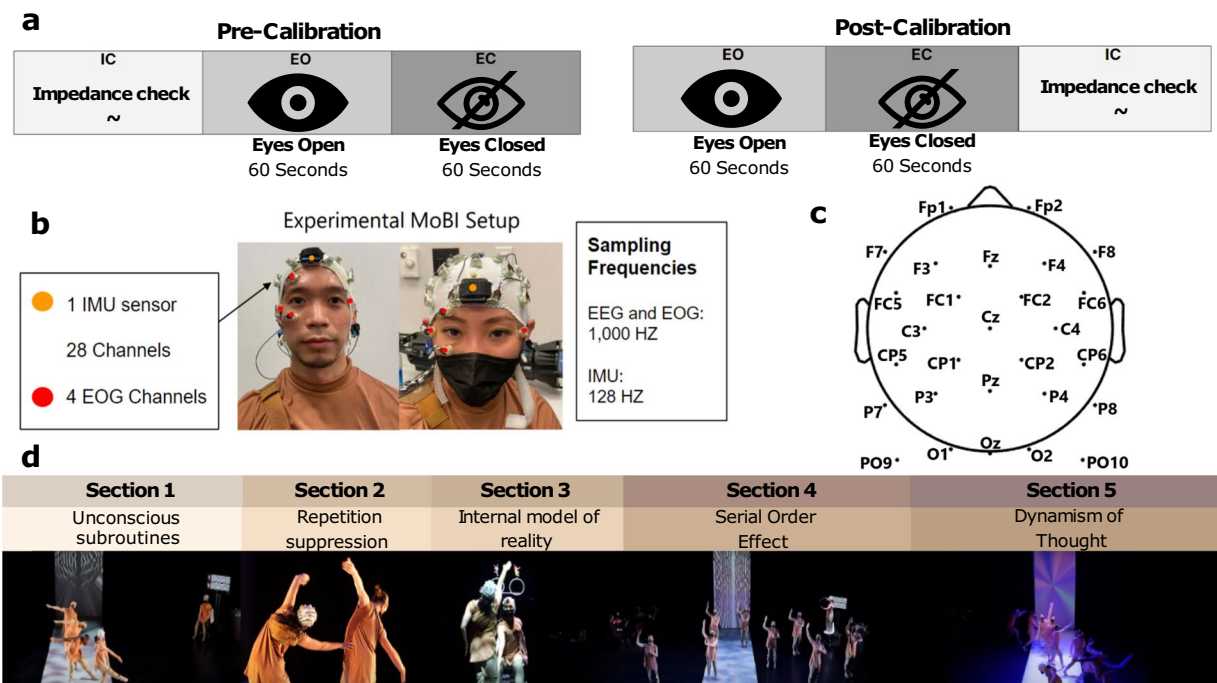 a
Pre-Calibration
IC
Impedance check
~
EO
Eyes Open
60 Seconds
EC
Eyes Closed
60 Seconds
Post-Calibration
EO
Eyes Open
60 Seconds
EC
Eyes Closed
60 Seconds
IC
Impedance check
~
b
Experimental MoBI Setup
1 IMU sensor
28 Channels
4 EOG Channels
Sampling
Frequencies
EEG and EOG:
1,000 HZ
IMU:
128 HZ
c
Fp1 Fp2
F7 F3 Fz F4 F8
FC5 FC1 FC2 FC6
C3 Cz C4
CP5 CP1 CP2 CP6
P7 P3 Pz P4 P8
PO9 O1 Oz O2 PO10
d
Section 1
Unconscious
subroutines
Section 2
Repetition
suppression
Section 3
Internal model of
reality
Section 4
Serial Order
Effect
Section 5
Dynamism of
Thought